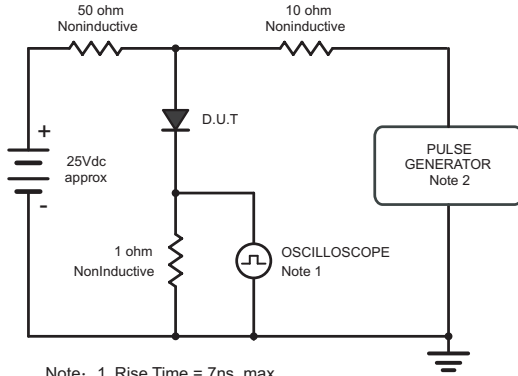 50 ohm
Noninductive
10 ohm
Noninductive
+
25Vdc
approx
-
D.U.T
PULSE
GENERATOR
Note 2
1 ohm
NonInductive
OSCILLOSCOPE
Note 1
Note: 1. Rise Time = 7ns, max.